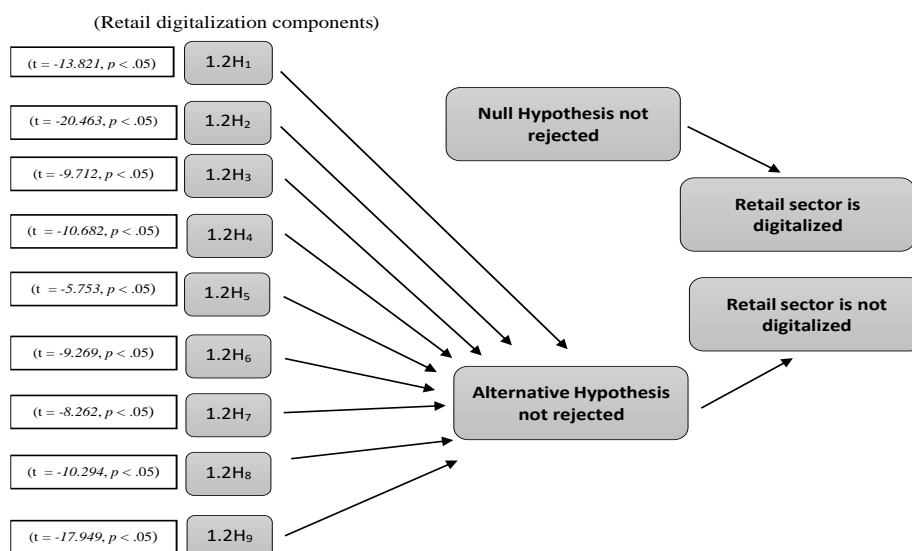 (Retail digitalization components)
(t = -13.821, p < .05)
1.2H₁
(t = -20.463, p < .05)
1.2H₂
(t = -9.712, p < .05)
1.2H₃
(t = -10.682, p < .05)
1.2H₄
(t = -5.753, p < .05)
1.2H₅
(t = -9.269, p < .05)
1.2H₆
(t = -8.262, p < .05)
1.2H₇
(t = -10.294, p < .05)
1.2H₈
(t = -17.949, p < .05)
1.2H₉
Null Hypothesis not
rejected
Retail sector is
digitalized
Retail sector is not
digitalized
Alternative Hypothesis
not rejected